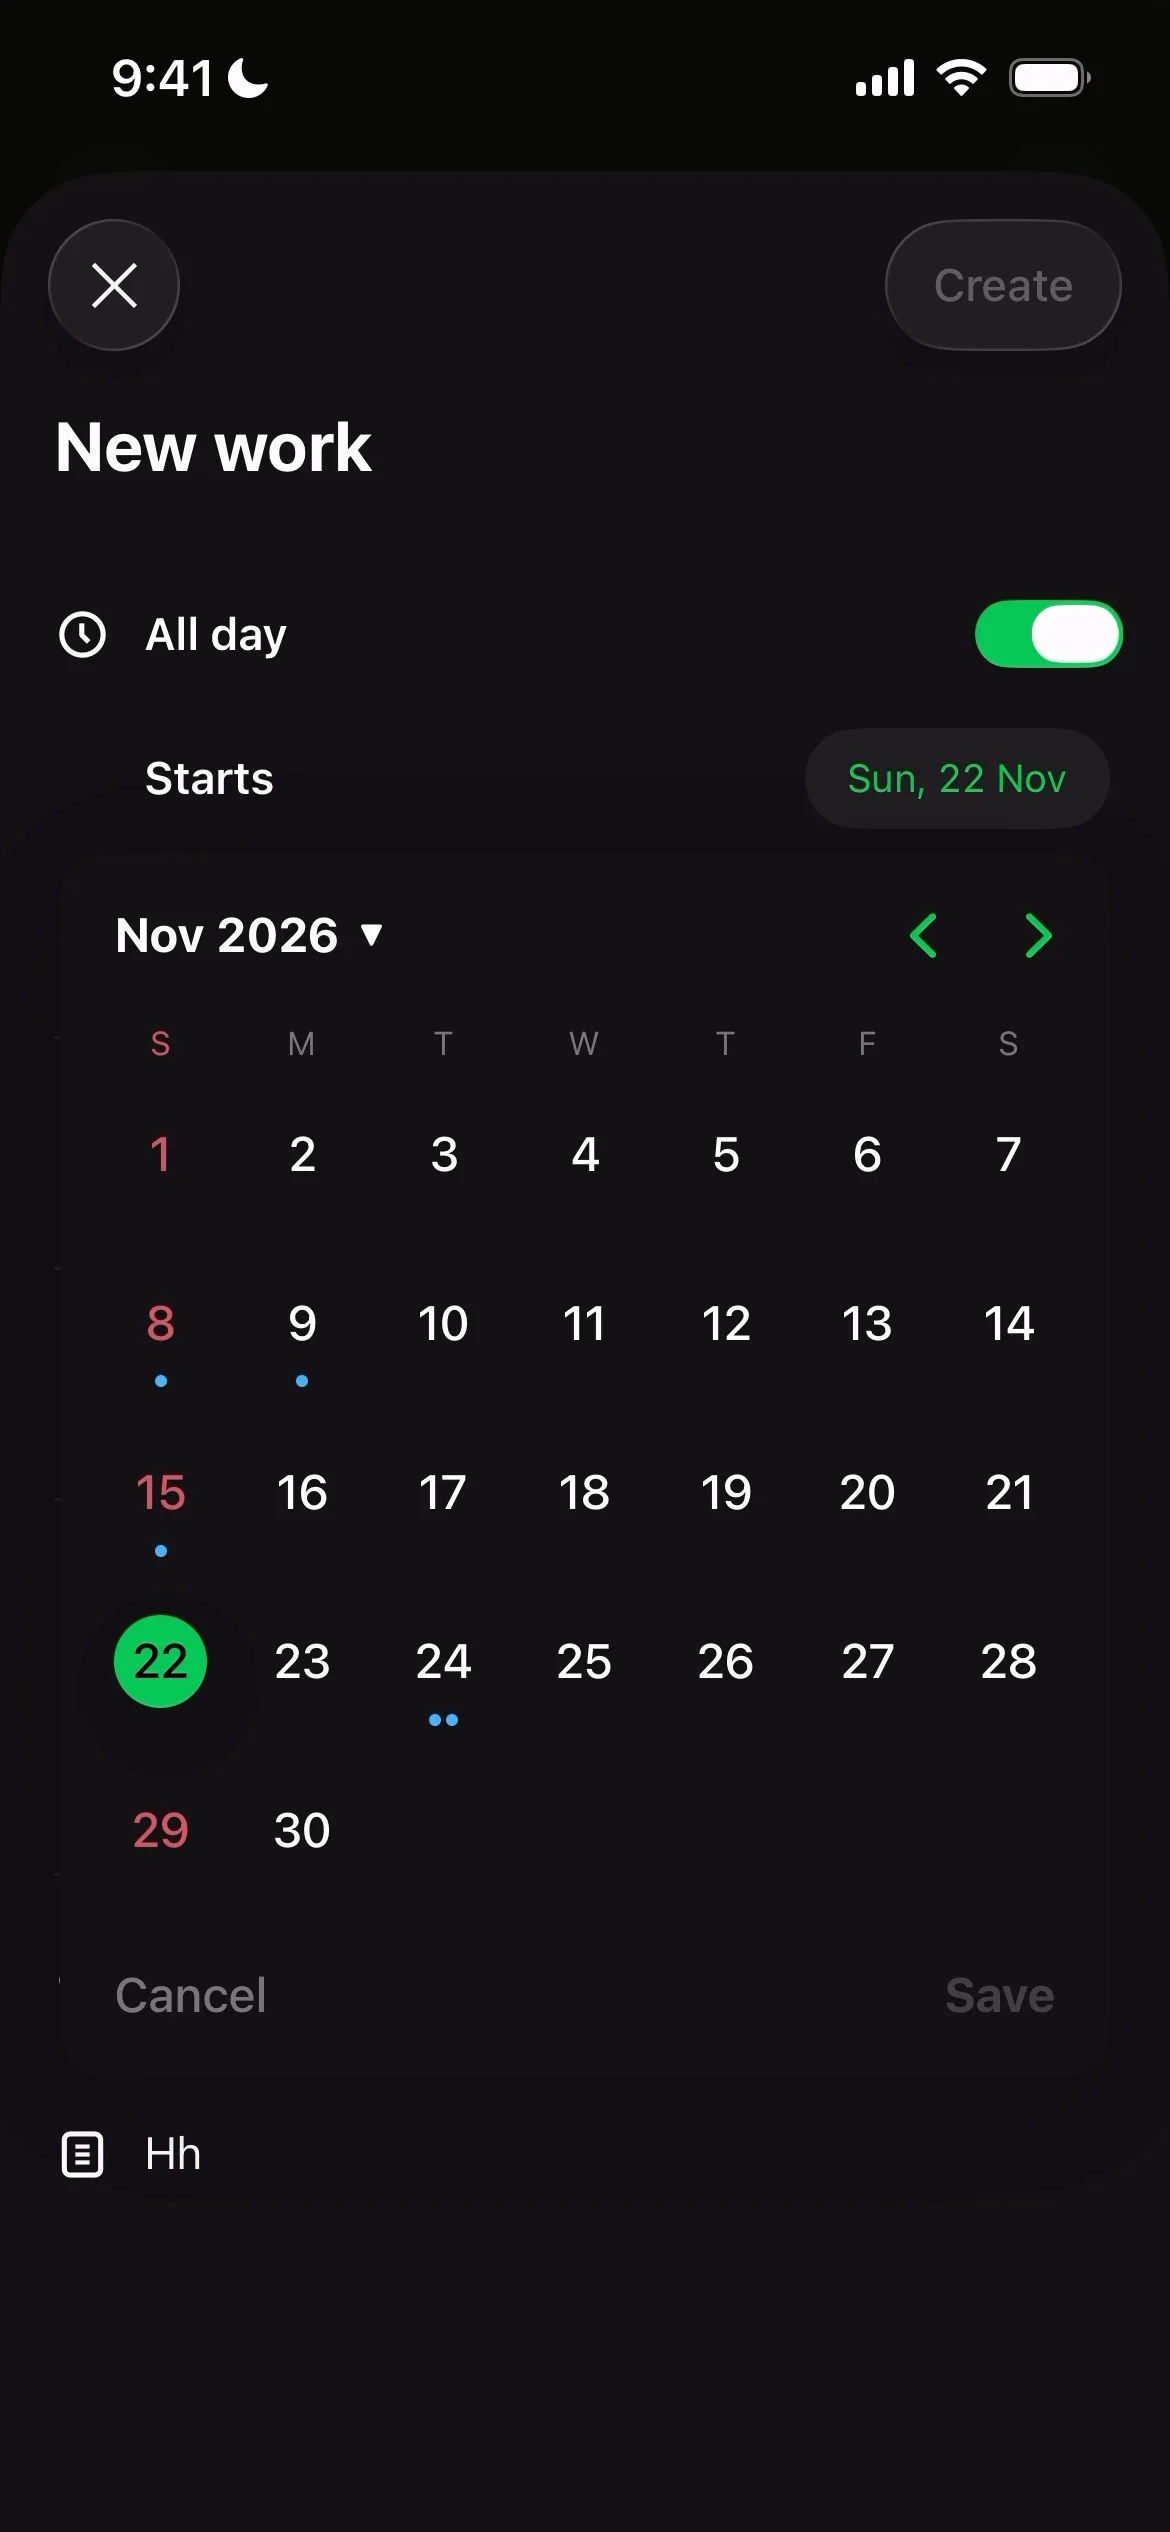 9:41
Create
New work
All day
Starts
Sun, 22 Nov
Nov 2026
S M T W T F S
1 2 3 4 5 6 7
8 9 10 11 12 13 14
15 16 17 18 19 20 21
22 23 24 25 26 27 28
29 30
Cancel
Save
Hh